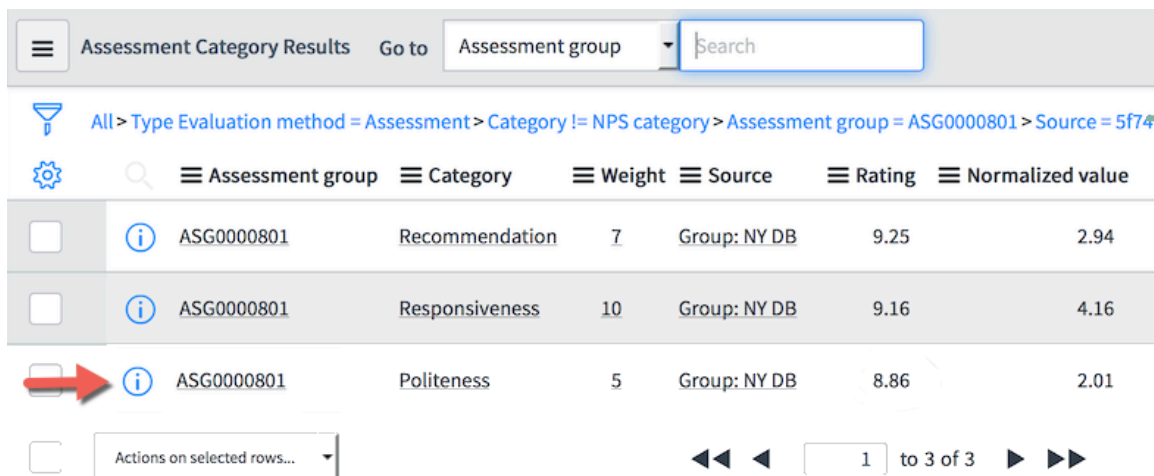 Assessment Category Results Go to Assessment group Search
All > Type Evaluation method = Assessment > Category != NPS category > Assessment group = ASG0000801 > Source = 5f74
Assessment group Category Weight Source Rating Normalized value
ASG0000801 Recommendation 7 Group: NY DB 9.25 2.94
ASG0000801 Responsiveness 10 Group: NY DB 9.16 4.16
ASG0000801 Politeness 5 Group: NY DB 8.86 2.01
Actions on selected rows... 1 to 3 of 3